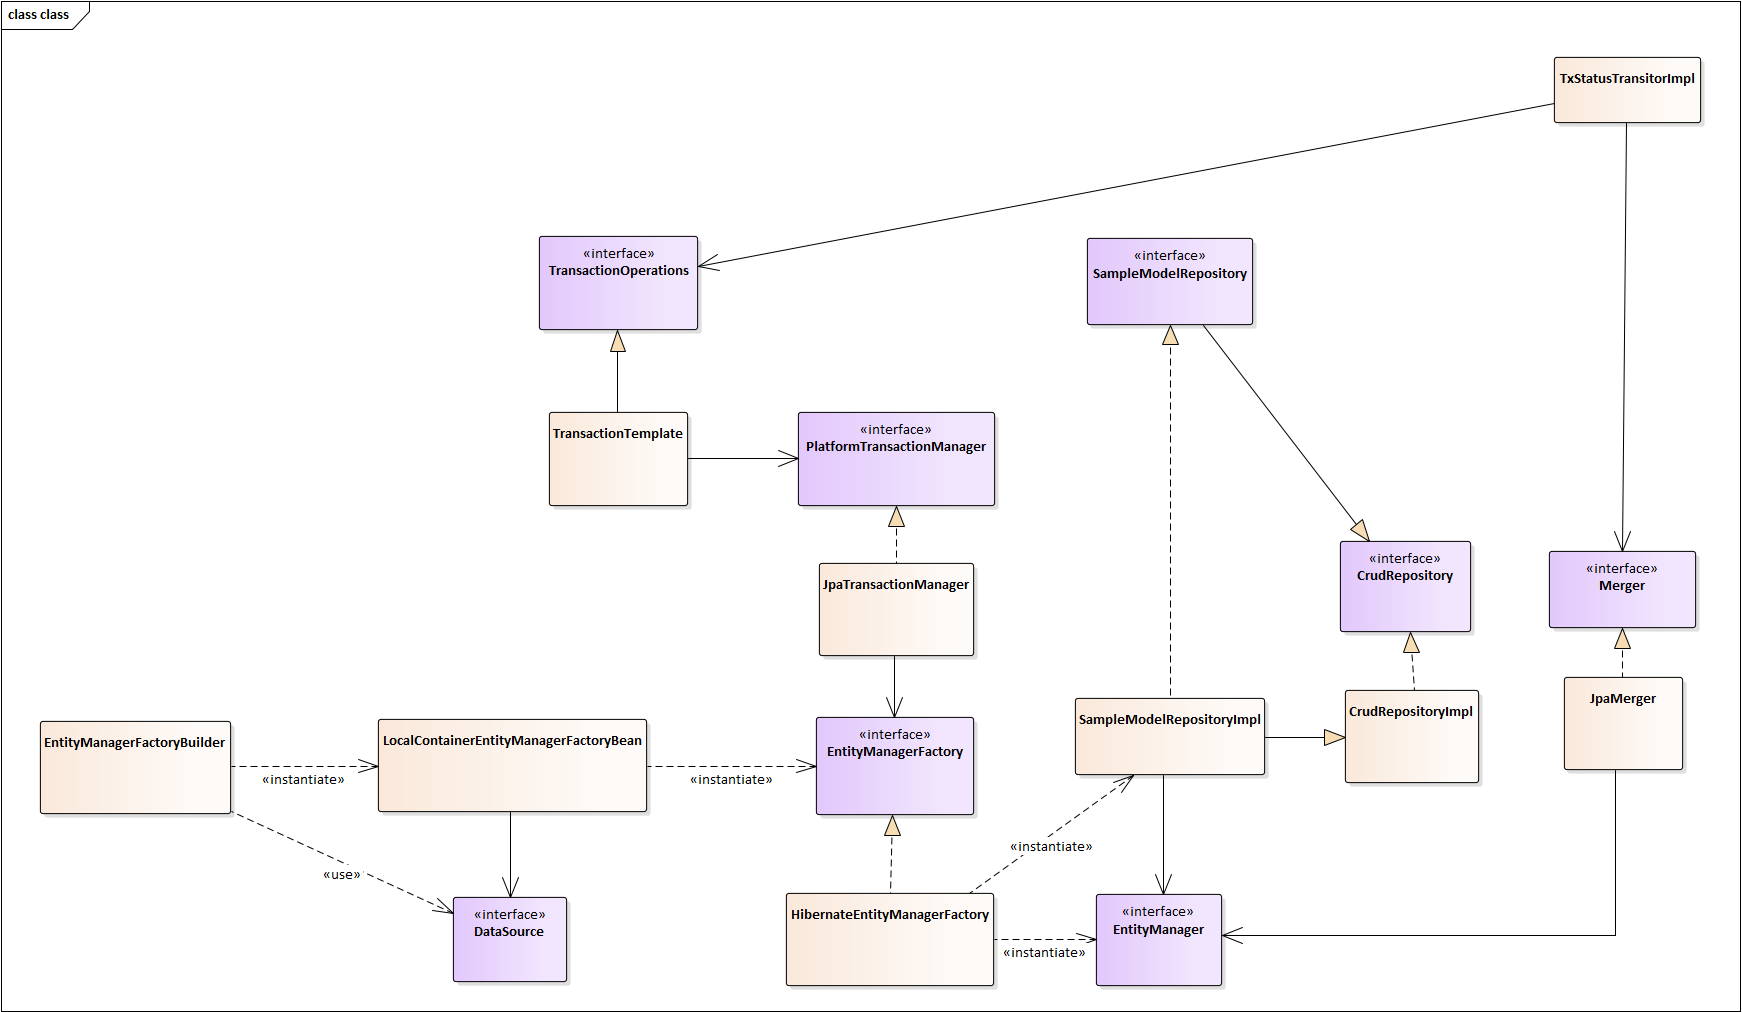 class class
TxStatusTransitorImpl
«interface»
TransactionOperations
«interface»
SampleModelRepository
TransactionTemplate
«interface»
PlatformTransactionManager
«interface»
CrudRepository
«interface»
Merger
JpaTransactionManager
SampleModelRepositoryImpl
CrudRepositoryImpl
JpaMerger
EntityManagerFactoryBuilder
«instantiate»
LocalContainerEntityManagerFactoryBean
«instantiate»
«interface»
EntityManagerFactory
«instantiate»
«use»
«interface»
DataSource
HibernateEntityManagerFactory
«instantiate»
«interface»
EntityManager